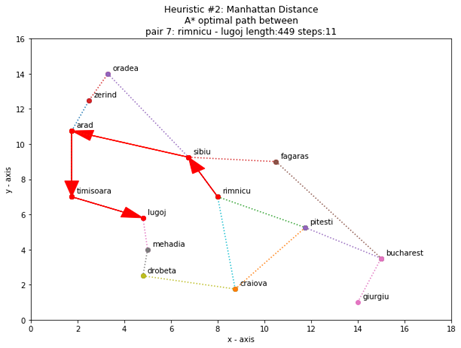 Heuristic #2: Manhattan Distance
A* optimal path between
pair 7: rimnicu - lugoj length:449 steps:11
16
14
12
10
8
6
4
2
0
y - axis
oradea
zerind
arad
sibiu
fagaras
timisoara
rimnicu
lugoj
pitesti
mehadia
bucharest
drobeta
craiova
giurgiu
0 2 4 6 8 10 12 14 16 18
x - axis